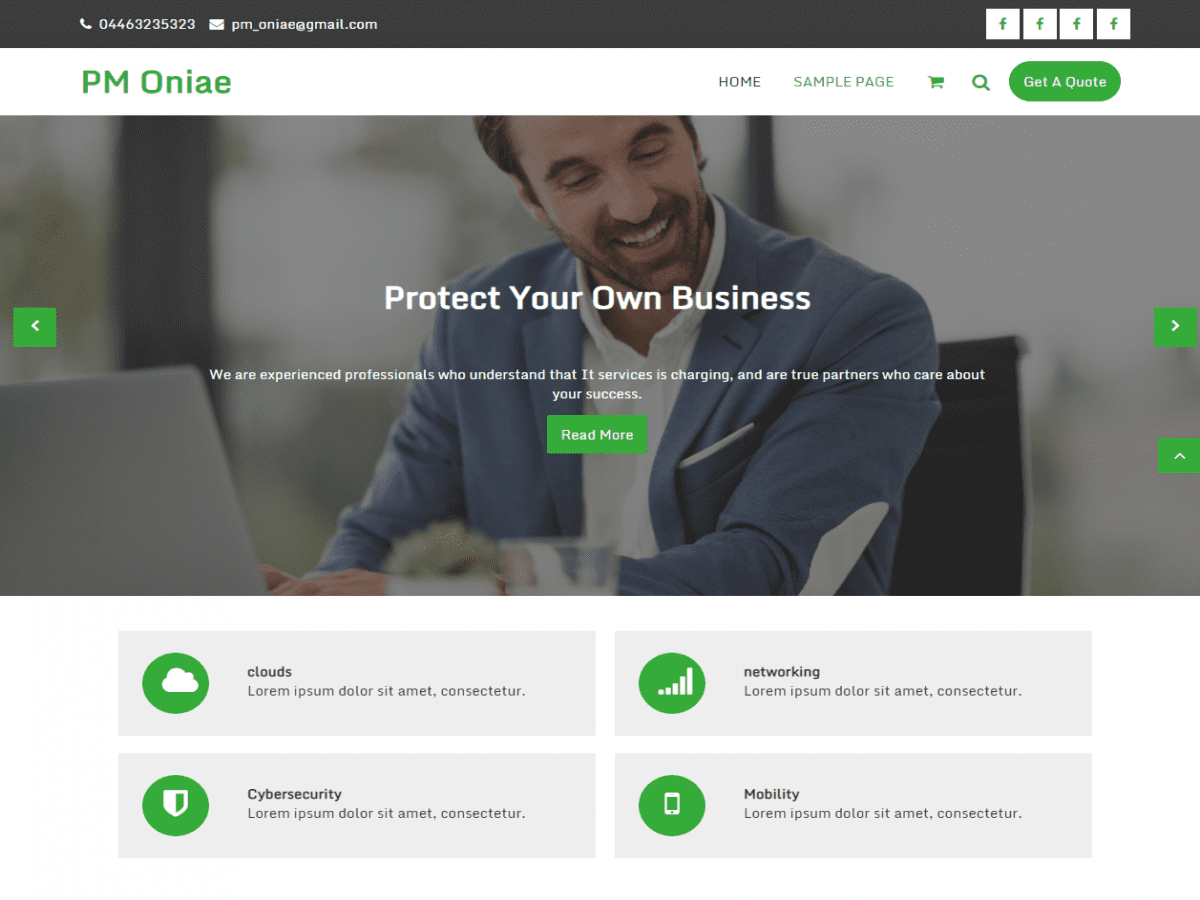 04463235323 pm_oniae@gmail.com
PM Oniae
HOME SAMPLE PAGE Get A Quote
Protect Your Own Business
We are experienced professionals who understand that It services is charging, and are true partners who care about
your success.
Read More
clouds
Lorem ipsum dolor sit amet, consectetur.
networking
Lorem ipsum dolor sit amet, consectetur.
Cybersecurity
Lorem ipsum dolor sit amet, consectetur.
Mobility
Lorem ipsum dolor sit amet, consectetur.